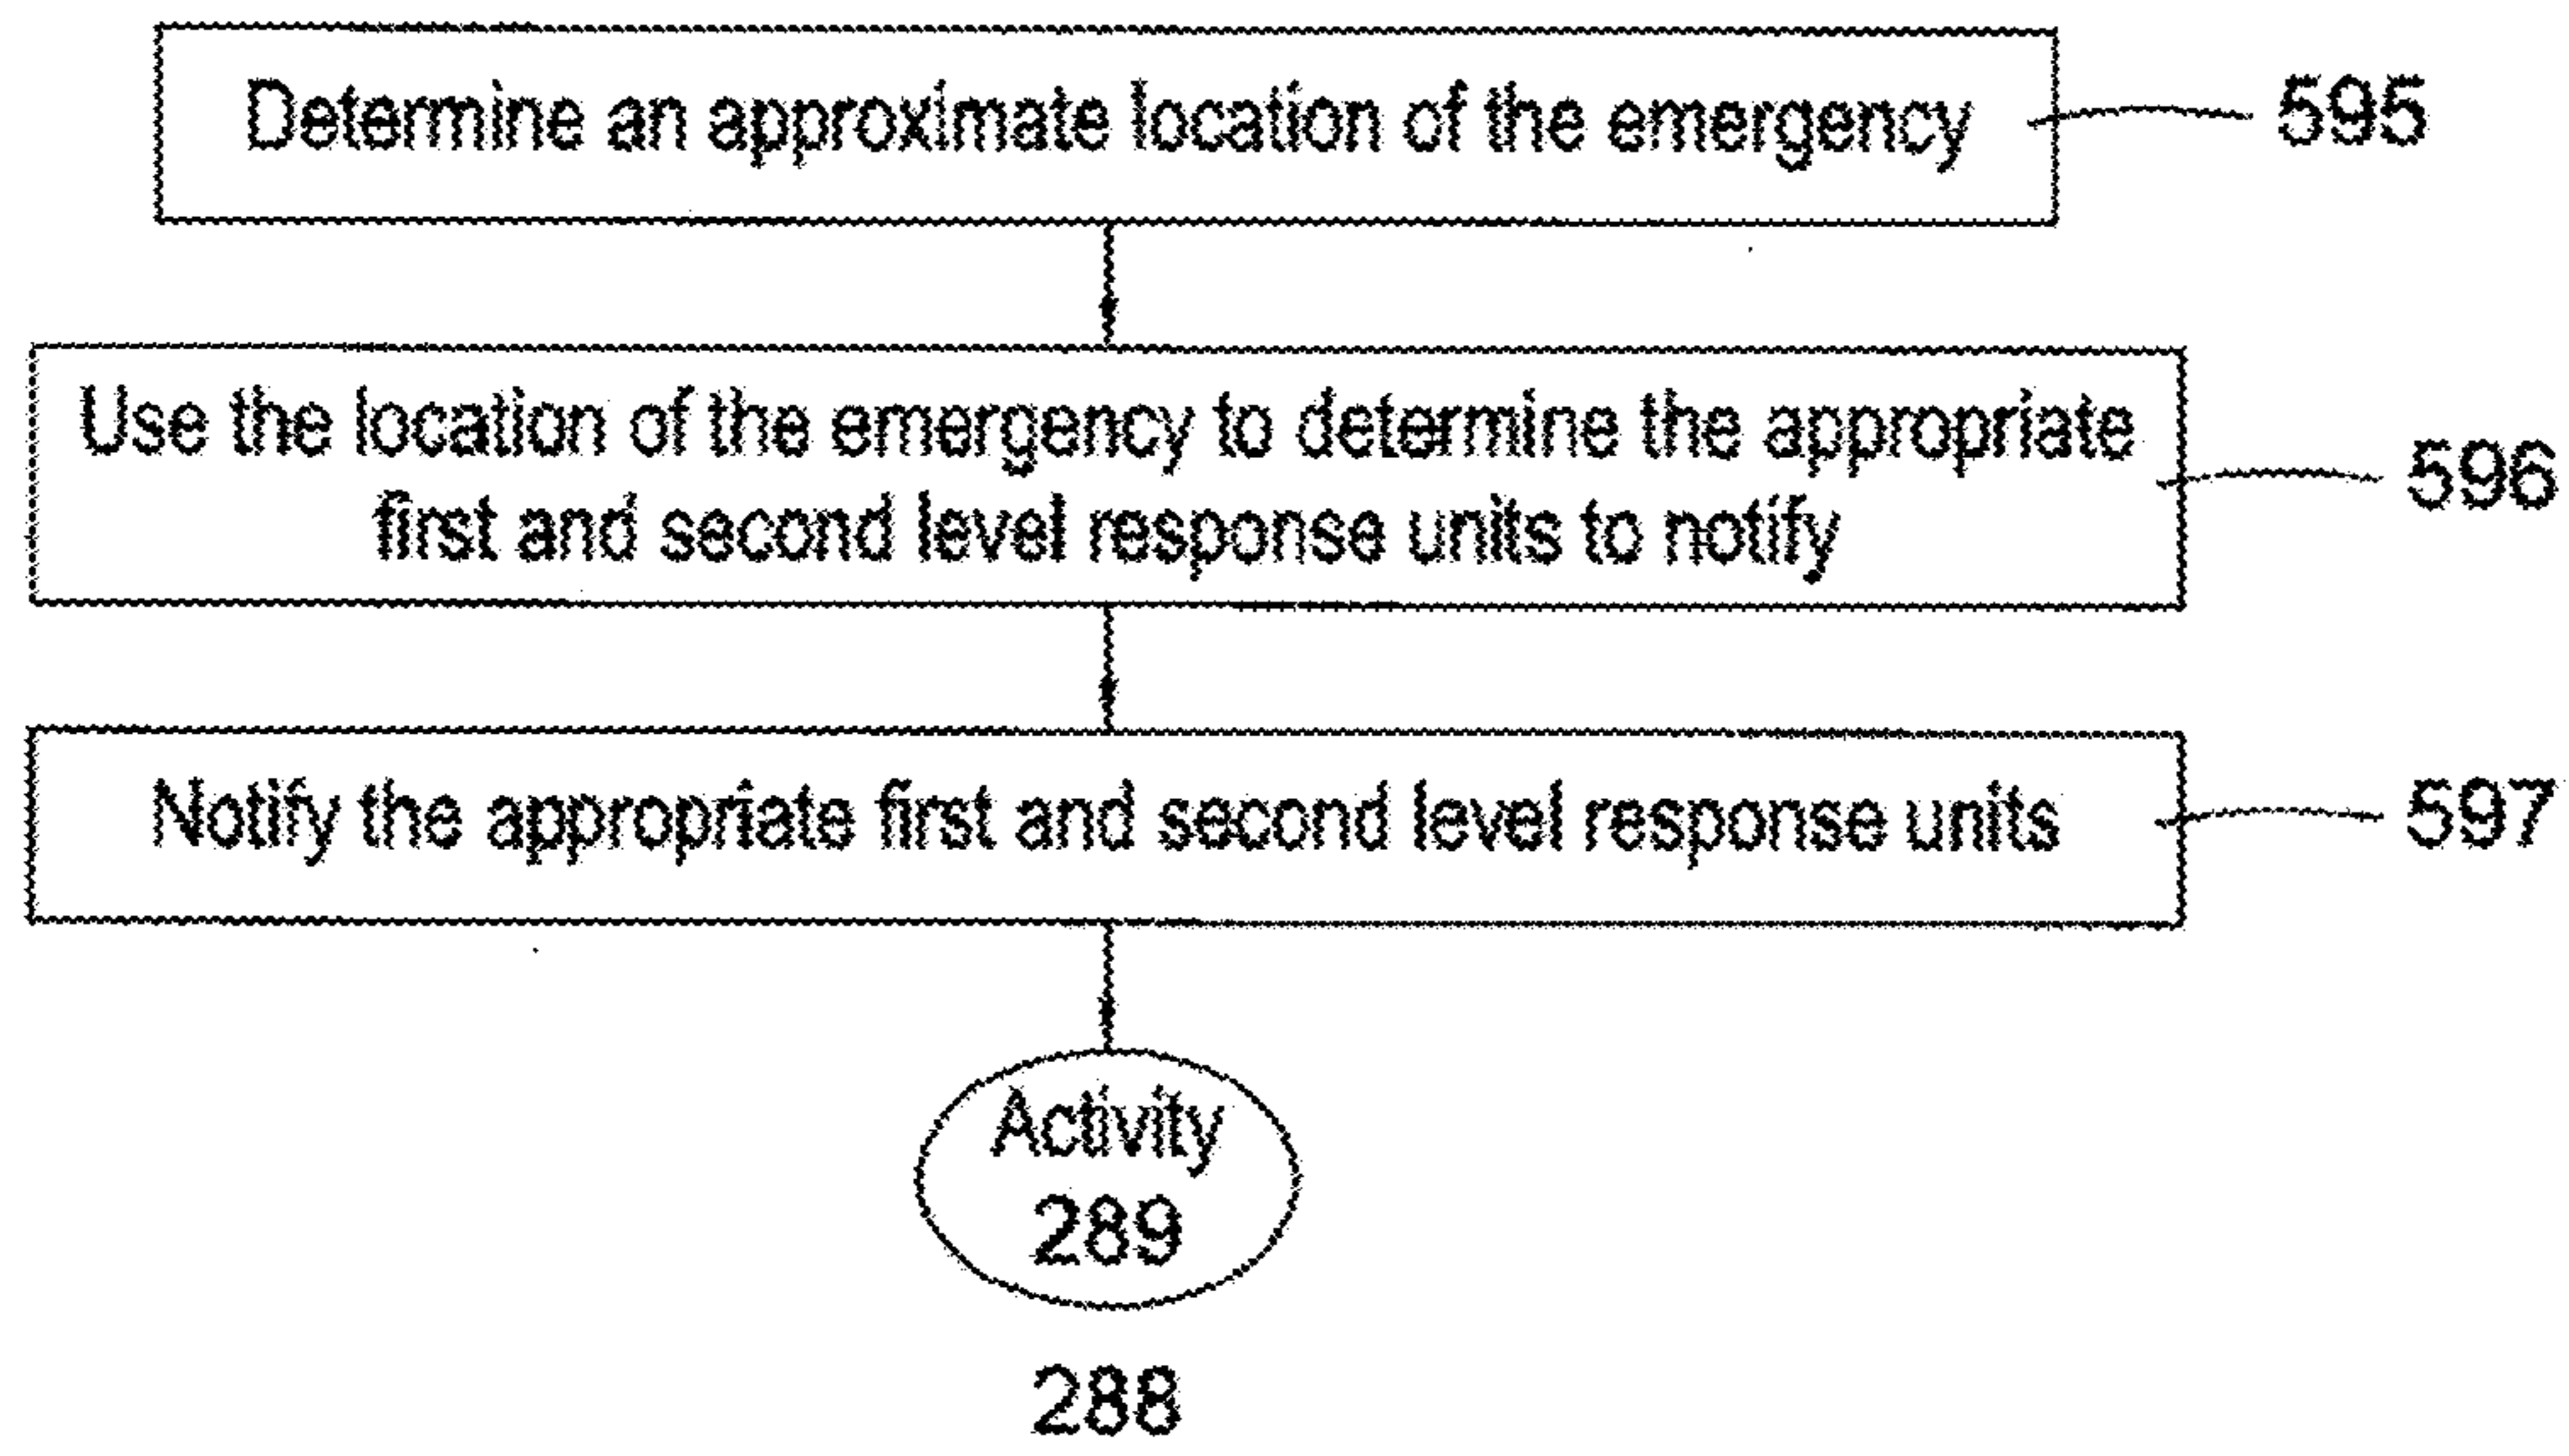 Determine an approximate location of the emergency
595
Use the location of the emergency to determine the appropriate
first and second level response units to notify
596
Notify the appropriate first and second level response units
597
Activity
289
288